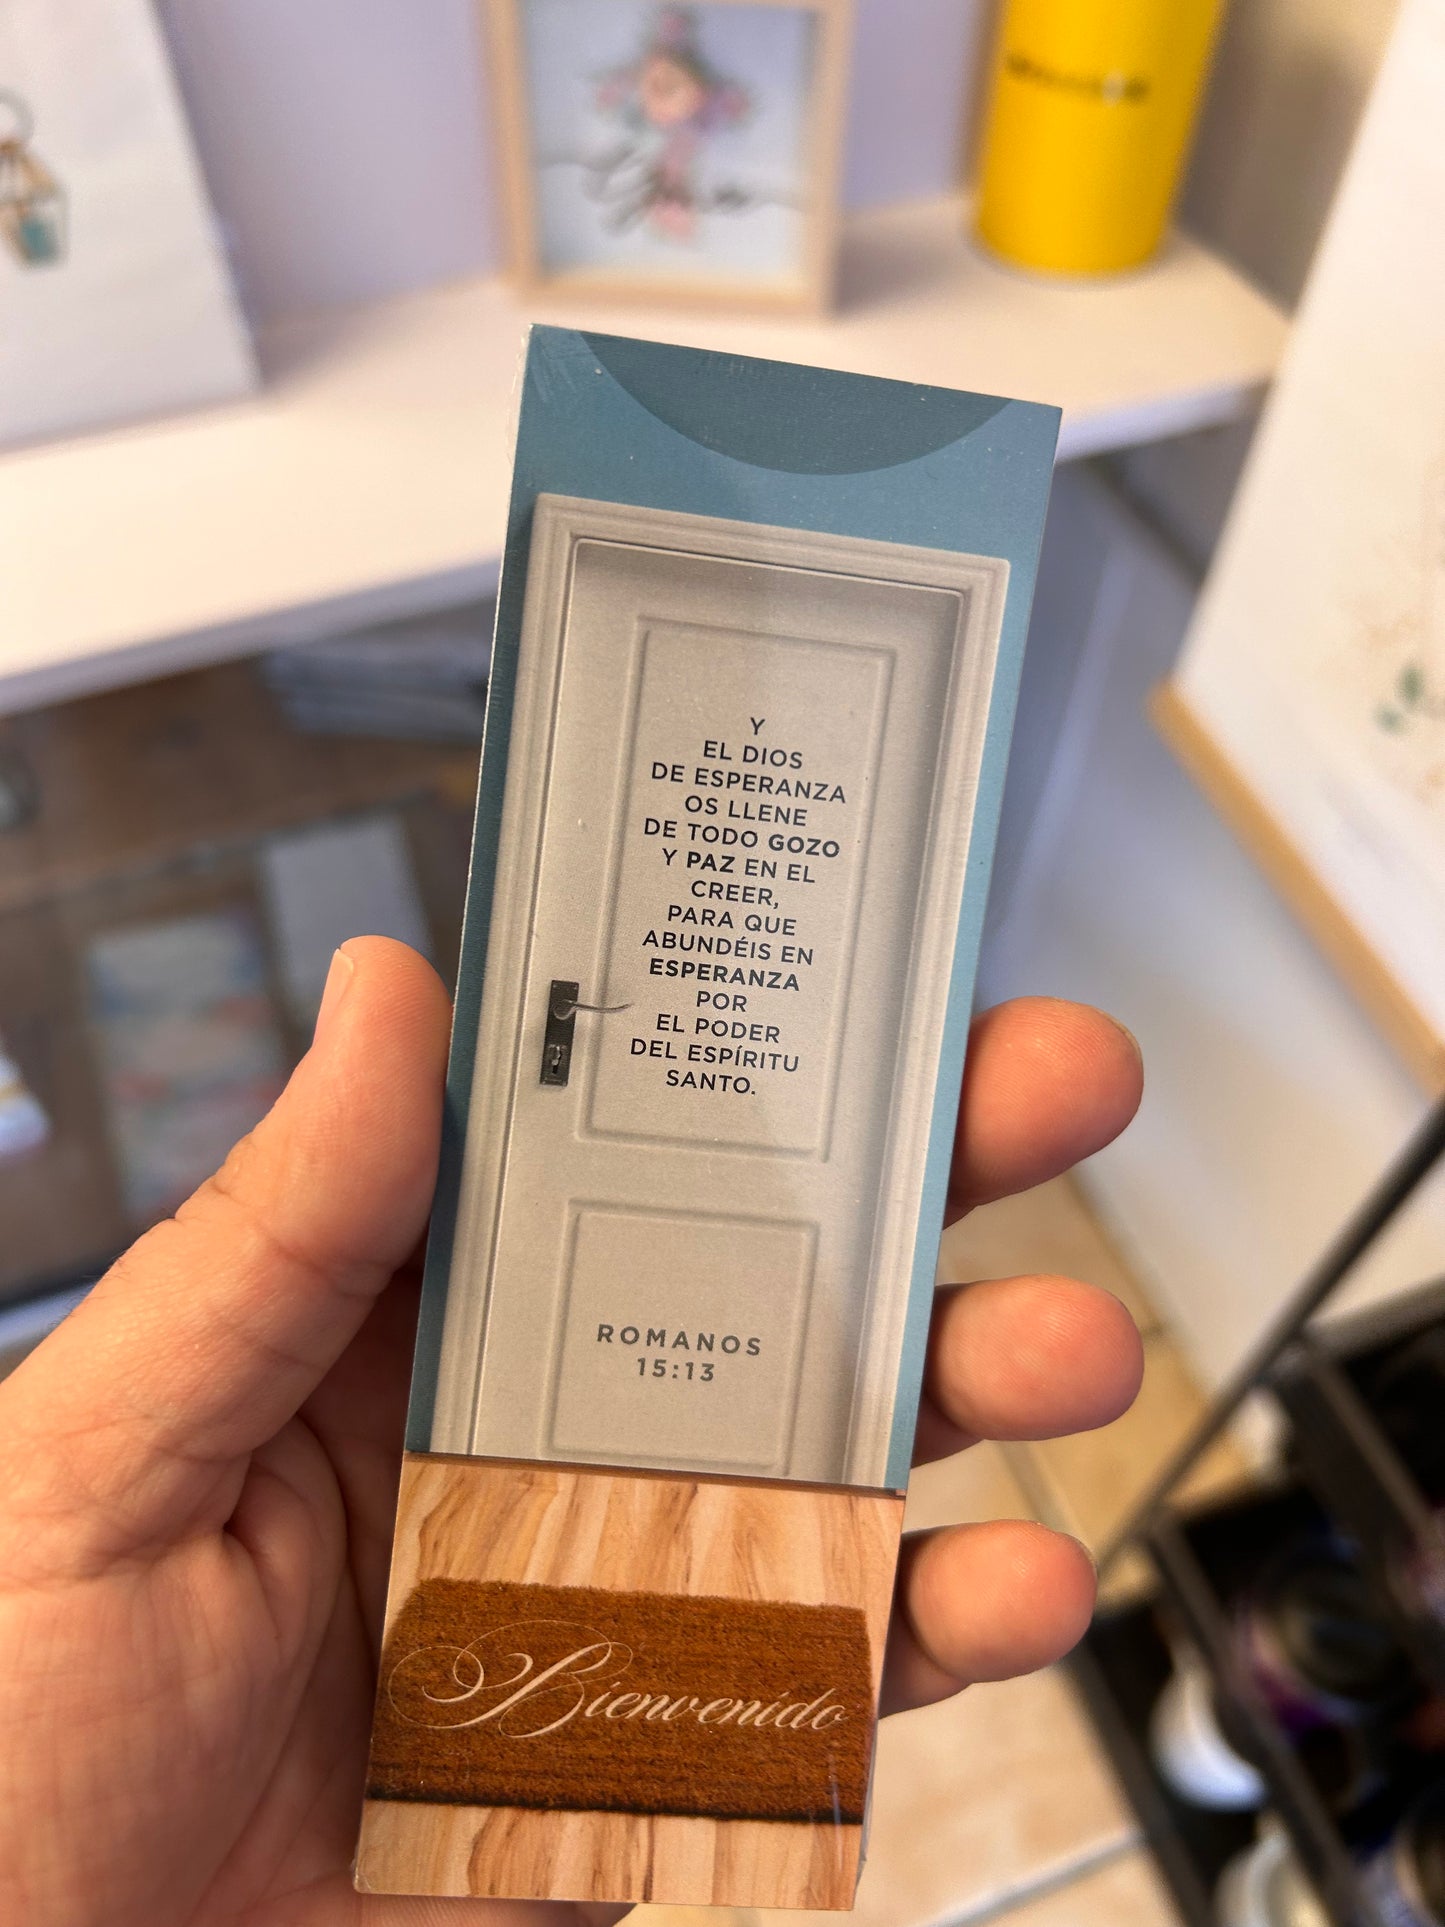 Y
EL DIOS
DE ESPERANZA
OS LLENE
DE TODO GOZO
Y PAZ EN EL
CREER,
PARA QUE
ABUNDÉIS EN
ESPERANZA
POR
EL PODER
DEL ESPÍRITU
SANTO.
ROMANOS
15:13
Bienvenido